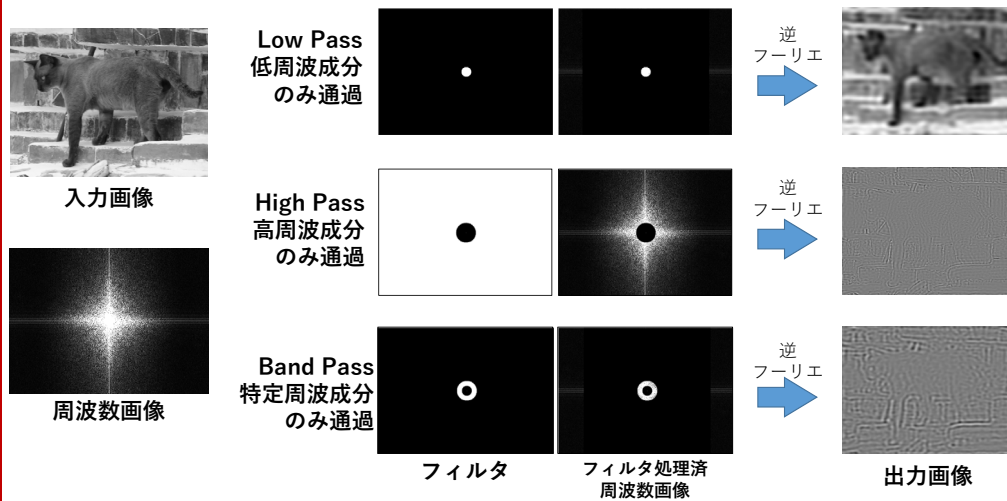 入力画像
周波数画像
Low Pass
低周波成分
のみ通過
逆
フーリエ
High Pass
高周波成分
のみ通過
逆
フーリエ
Band Pass
特定周波成分
のみ通過
逆
フーリエ
フィルタ
フィルタ処理済
周波数画像
出力画像